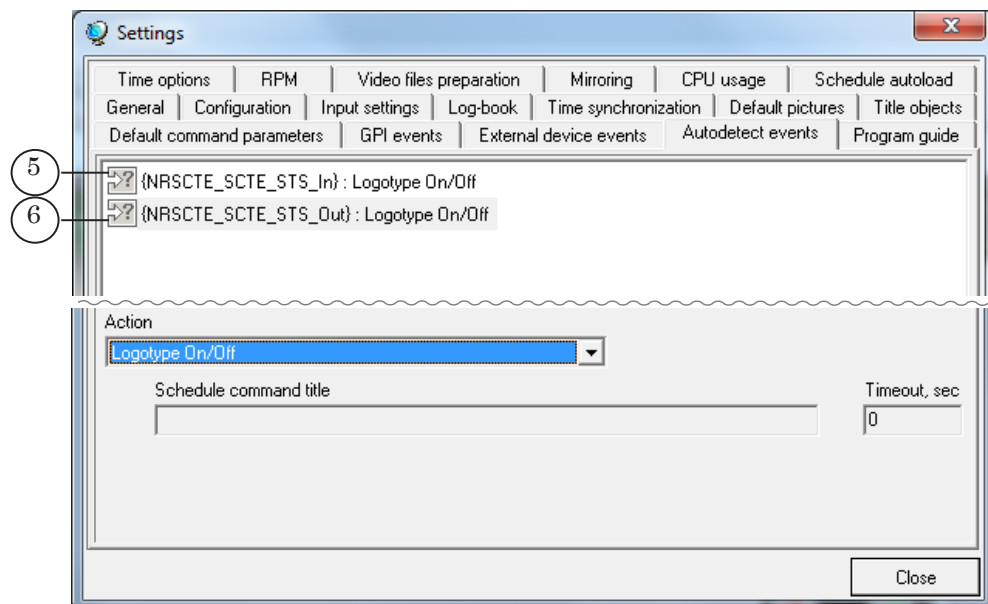 Settings
Time options RPM Video files preparation Mirroring CPU usage Schedule autoload
General Configuration Input settings Log-book Time synchronization Default pictures Title objects
Default command parameters GPI events External device events Autodetect events Program guide
5 {NRSCTE_SCTE_STS_In} : Logotype On/Off
6 {NRSCTE_SCTE_STS_Out} : Logotype On/Off
Action
Logotype On/Off
Schedule command title Timeout, sec
0
Close